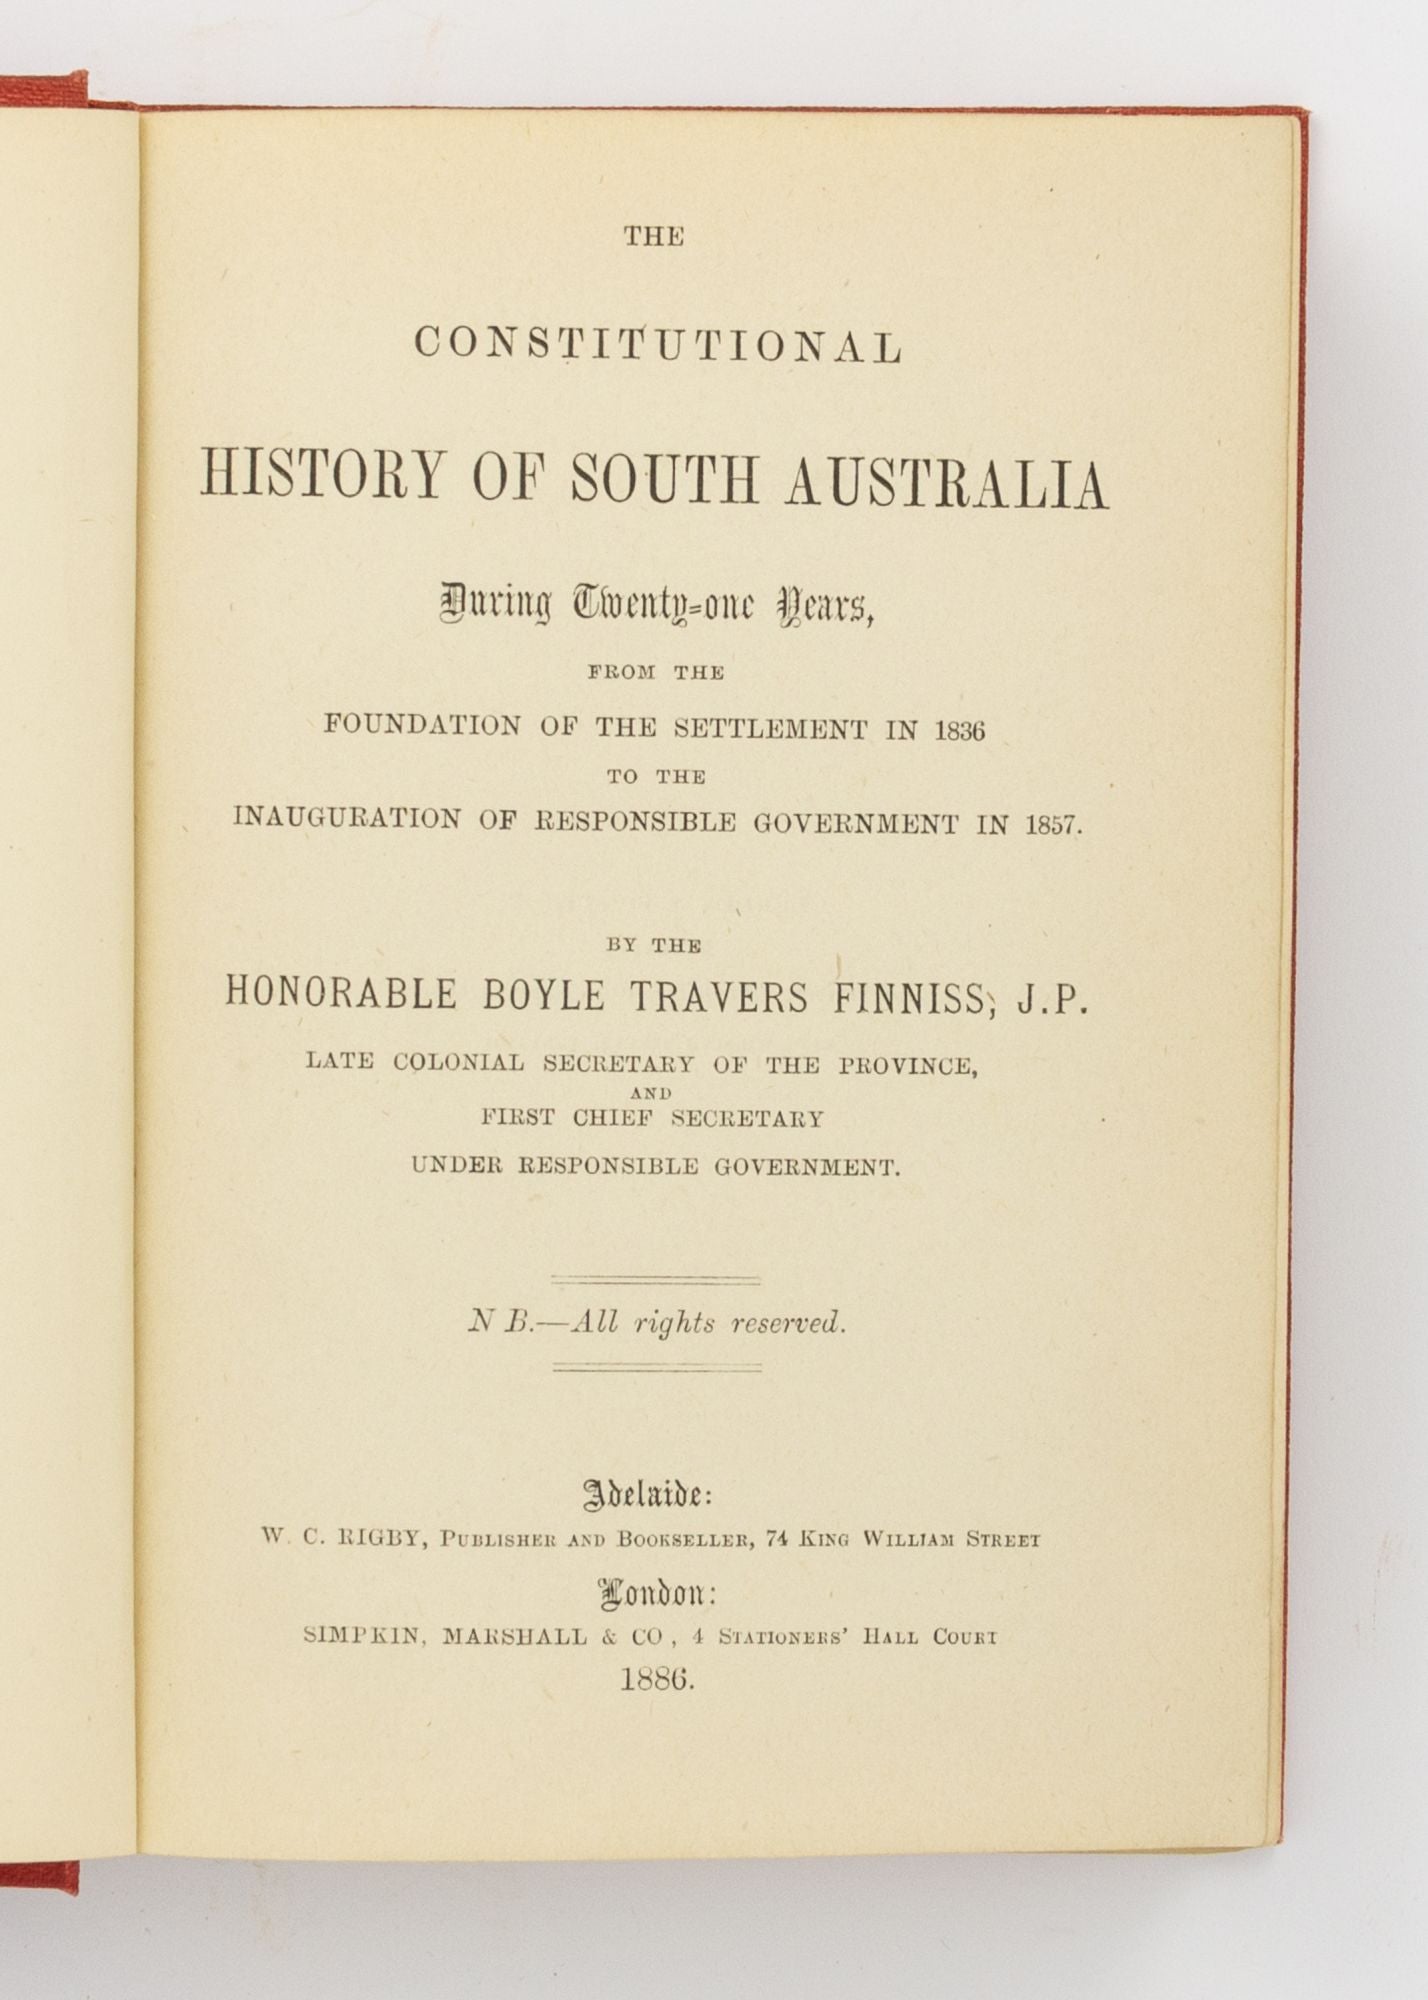 THE
CONSTITUTIONAL
HISTORY OF SOUTH AUSTRALIA
During Twenty-one Years,
FROM THE
FOUNDATION OF THE SETTLEMENT IN 1836
TO THE
INAUGURATION OF RESPONSIBLE GOVERNMENT IN 1857.
BY THE
HONORABLE BOYLE TRAVERS FINNISS, J.P.
LATE COLONIAL SECRETARY OF THE PROVINCE,
AND
FIRST CHIEF SECRETARY
UNDER RESPONSIBLE GOVERNMENT.
N B.—All rights reserved.
Adelaide:
W. C. RIGBY, PUBLISHER AND BOOKSELLER, 74 KING WILLIAM STREET
London:
SIMPKIN, MARSHALL & CO, 4 STATIONERS' HALL COURT
1886.